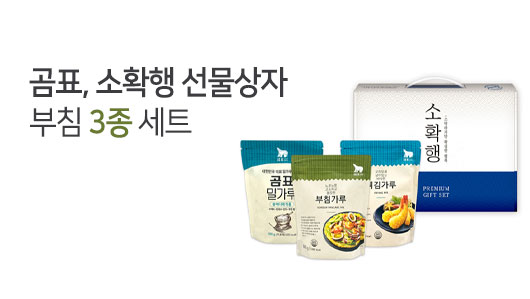 곰표, 소확행 선물상자
부침 3종 세트
소확행
PREMIUM
GIFT SET
곰표
밀가루
부침가루
튀김가루